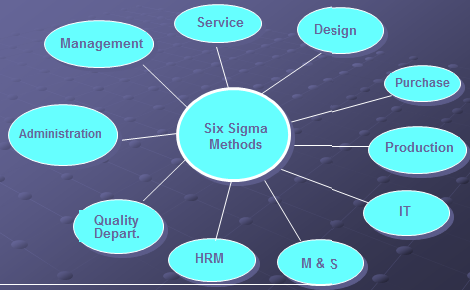 Service
Design
Management
Purchase
Six Sigma
Methods
Administration
Production
Quality
Depart.
IT
HRM
M & S